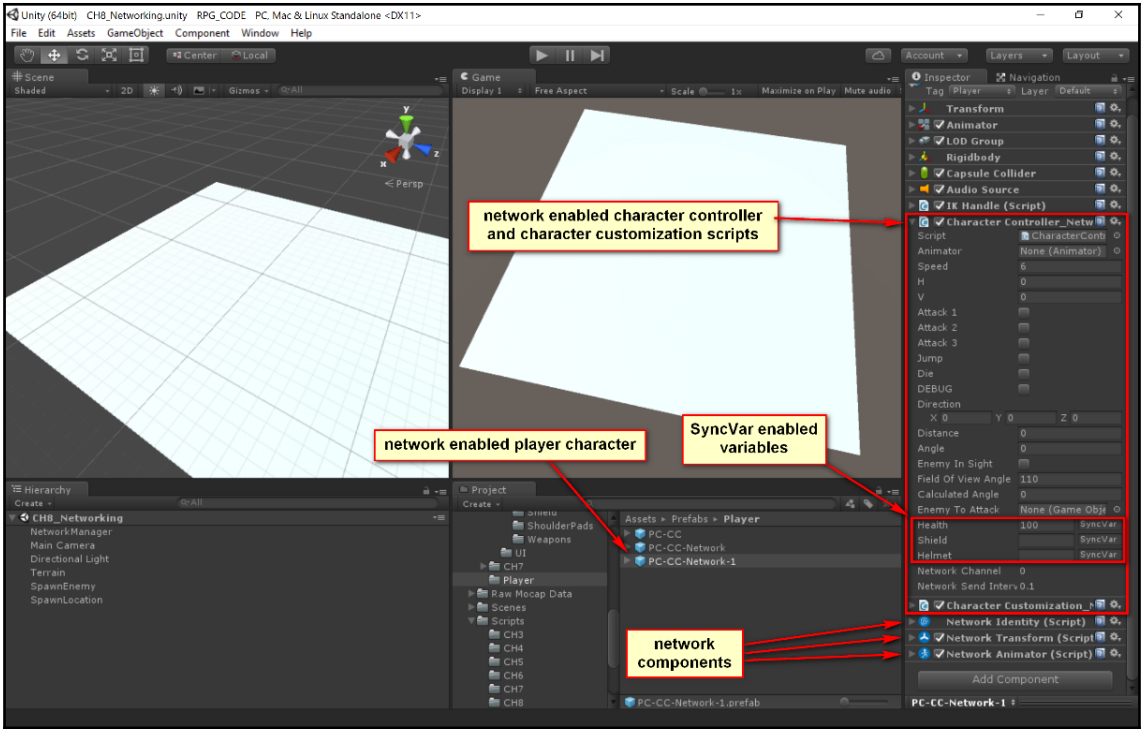 Unity (64bit) CH8_Networking.unity RPG_CODE PC, Mac & Linux Standalone <DX11>
File Edit Assets GameObject Component Window Help
Center Local
Account Layers Layout
Scene
Shaded 2D Gizmos All
y
x z
Persp
Game
Display 1 Free Aspect Scale 1x Maximize on Play Mute audio
network enabled character controller
and character customization scripts
network enabled player character
SyncVar enabled
variables
Hierarchy
Create All
CH8_Networking
NetworkManager
Main Camera
Directional Light
Terrain
SpawnEnemy
SpawnLocation
Project
Create
Shield
ShoulderPads
Weapons
UI
CH7
Player
Raw Mocap Data
Scenes
Scripts
CH3
CH4
CH5
CH6
CH7
CH8
Assets Prefabs Player
PC-CC
PC-CC-Network
PC-CC-Network-1
network
components
PC-CC-Network-1.prefab
Inspector Navigation
Tag Player Layer Default
Transform
Animator
LOD Group
Rigidbody
Capsule Collider
Audio Source
IK Handle (Script)
Character Controller_Netw
Script CharacterContr
Animator None (Animator)
Speed 6
H 0
V 0
Attack 1
Attack 2
Attack 3
Jump
Die
DEBUG
Direction
X 0 Y 0 Z 0
Distance 0
Angle 0
Enemy In Sight
Field Of View Angle 110
Calculated Angle 0
Enemy To Attack None (Game Obje
Health 100 SyncVar
Shield SyncVar
Helmet SyncVar
Network Channel 0
Network Send Interv 0.1
Character Customization_N
Network Identity (Script)
Network Transform (Script
Network Animator (Script)
Add Component
PC-CC-Network-1